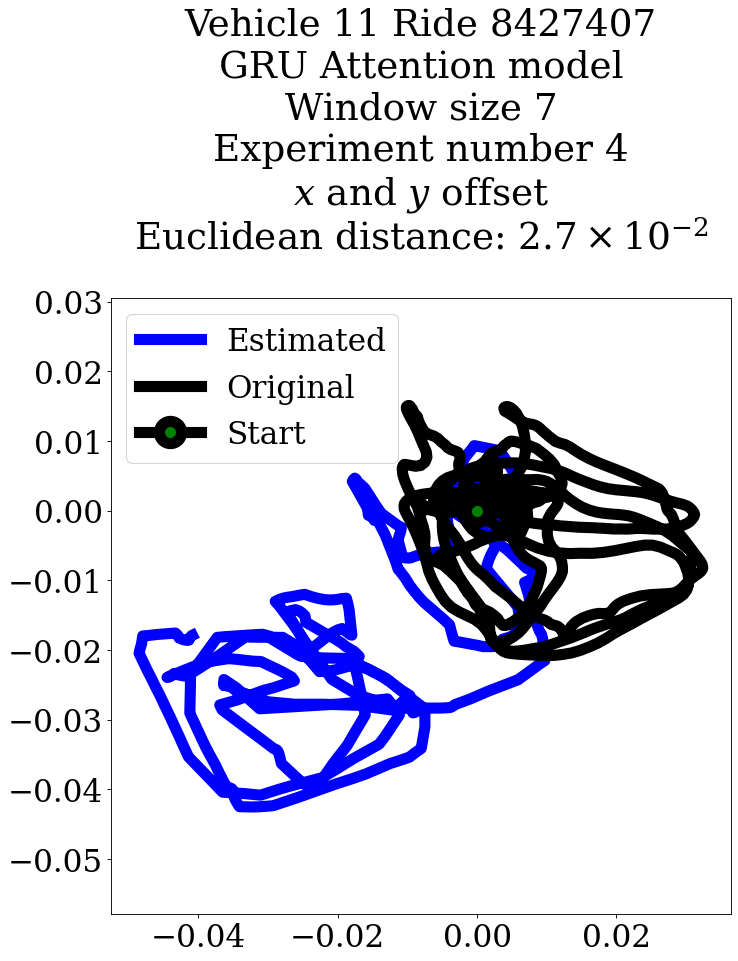 Vehicle 11 Ride 8427407
GRU Attention model
Window size 7
Experiment number 4
x and y offset
Euclidean distance: 2.7 × 10⁻²
Estimated
Original
Start
0.03
0.02
0.01
0.00
−0.01
−0.02
−0.03
−0.04
−0.05
−0.04 −0.02 0.00 0.02